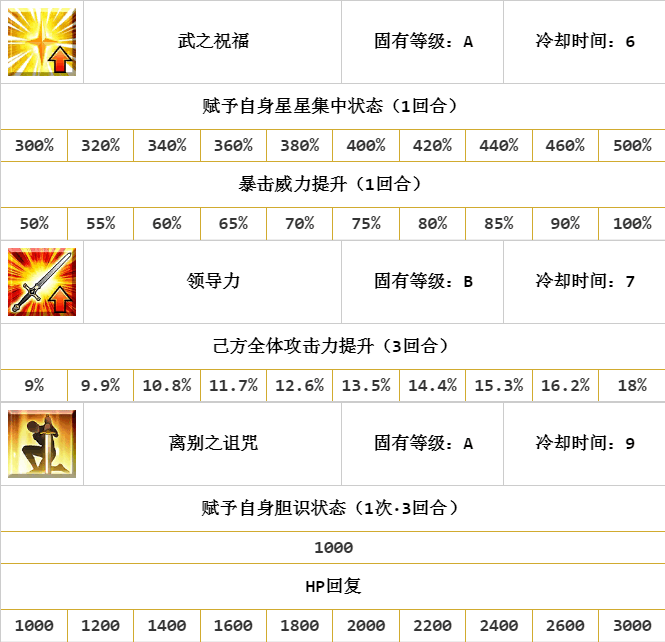 武之祝福 固有等级：A 冷却时间：6
赋予自身星星集中状态（1回合）
300% 320% 340% 360% 380% 400% 420% 440% 460% 500%
暴击威力提升（1回合）
50% 55% 60% 65% 70% 75% 80% 85% 90% 100%
领导力 固有等级：B 冷却时间：7
己方全体攻击力提升（3回合）
9% 9.9% 10.8% 11.7% 12.6% 13.5% 14.4% 15.3% 16.2% 18%
离别之诅咒 固有等级：A 冷却时间：9
赋予自身胆识状态（1次·3回合）
1000
HP回复
1000 1200 1400 1600 1800 2000 2200 2400 2600 3000